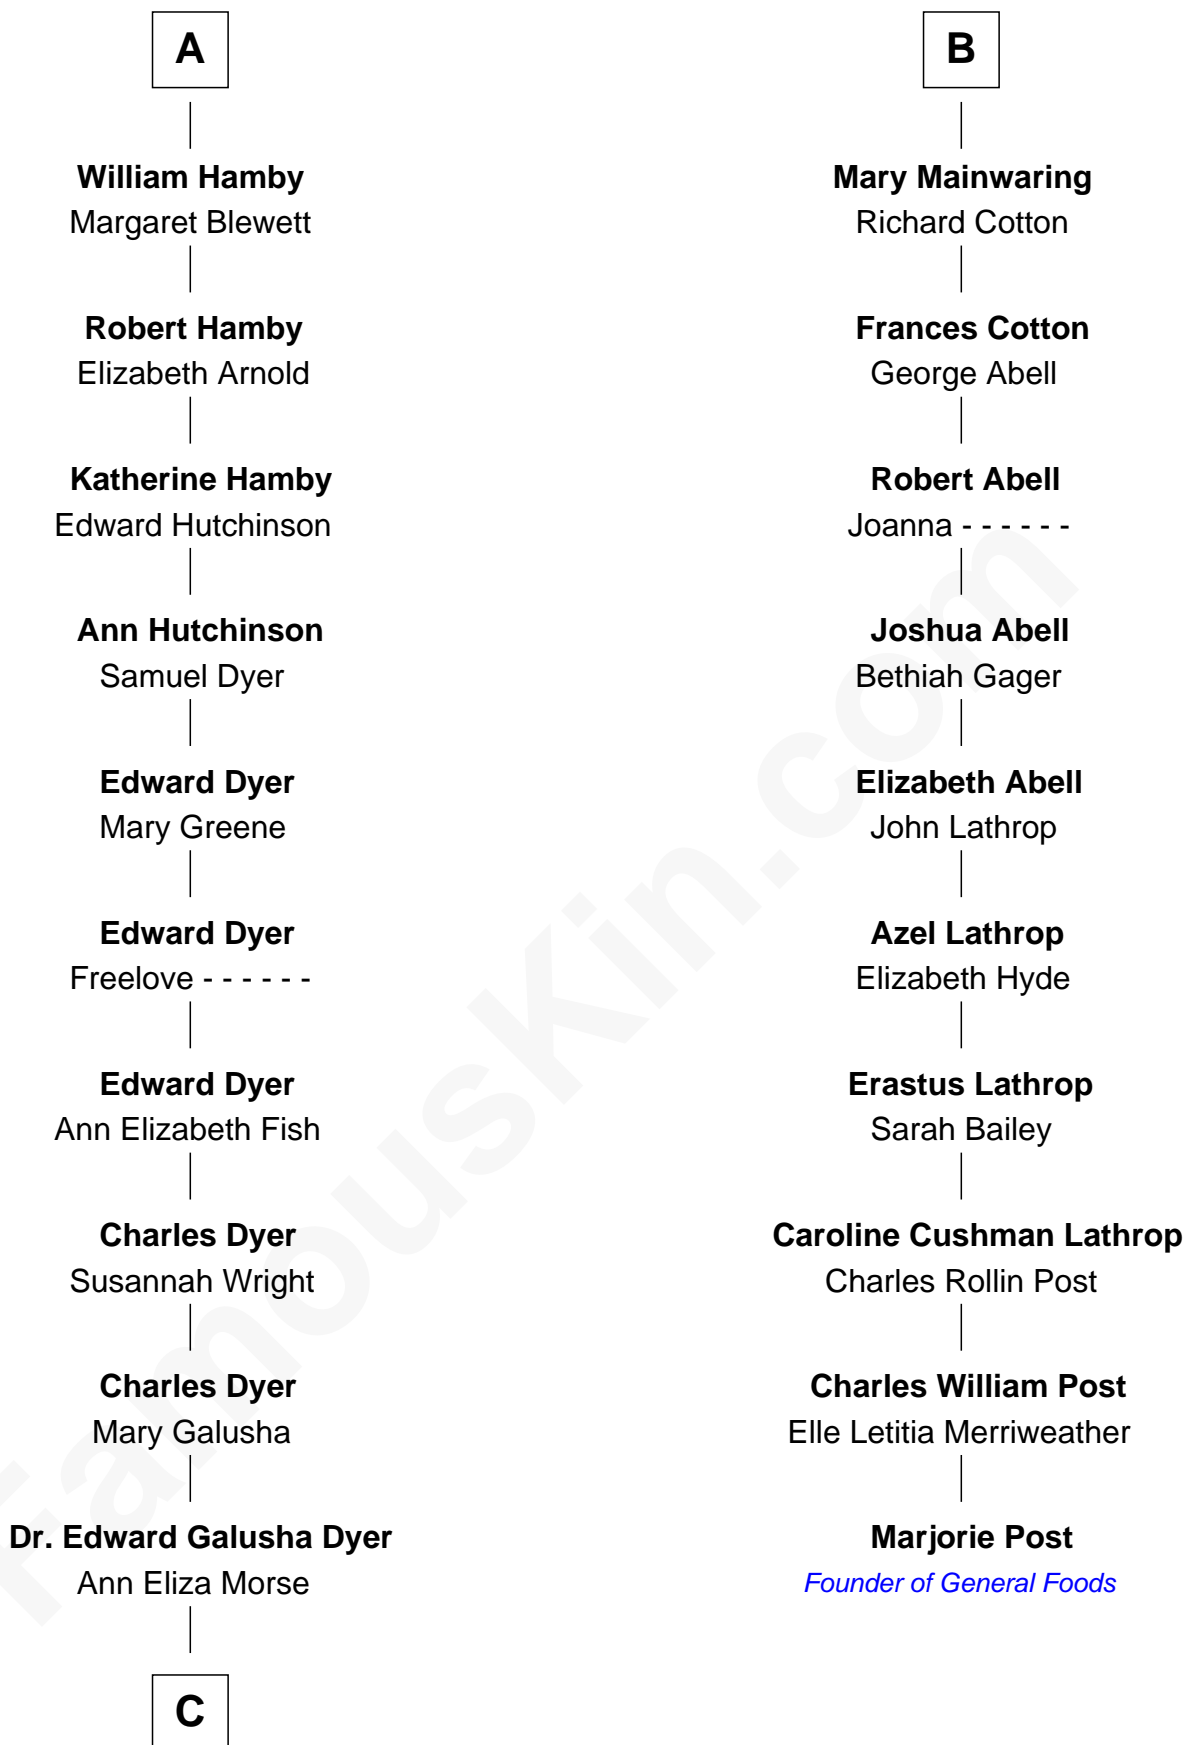 A
William Hamby
Margaret Blewett
Robert Hamby
Elizabeth Arnold
Katherine Hamby
Edward Hutchinson
Ann Hutchinson
Samuel Dyer
Edward Dyer
Mary Greene
Edward Dyer
Freelove - - - - - -
Edward Dyer
Ann Elizabeth Fish
Charles Dyer
Susannah Wright
Charles Dyer
Mary Galusha
Dr. Edward Galusha Dyer
Ann Eliza Morse
C
B
Mary Mainwaring
Richard Cotton
Frances Cotton
George Abell
Robert Abell
Joanna - - - - - -
Joshua Abell
Bethiah Gager
Elizabeth Abell
John Lathrop
Azel Lathrop
Elizabeth Hyde
Erastus Lathrop
Sarah Bailey
Caroline Cushman Lathrop
Charles Rollin Post
Charles William Post
Elle Letitia Merriweather
Marjorie Post
Founder of General Foods
FamousKin.com